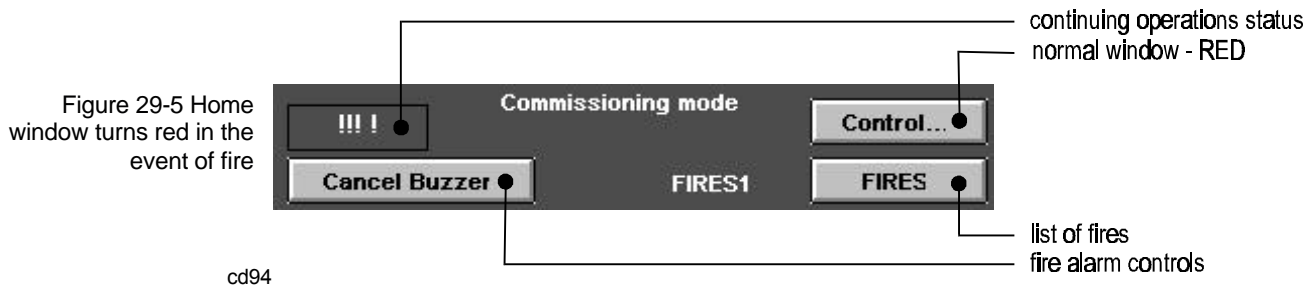 continuing operations status
normal window - RED
Figure 29-5 Home
window turns red in the
event of fire
!!! !
Commissioning mode
Control...
Cancel Buzzer
FIRES1
FIRES
list of fires
fire alarm controls
cd94